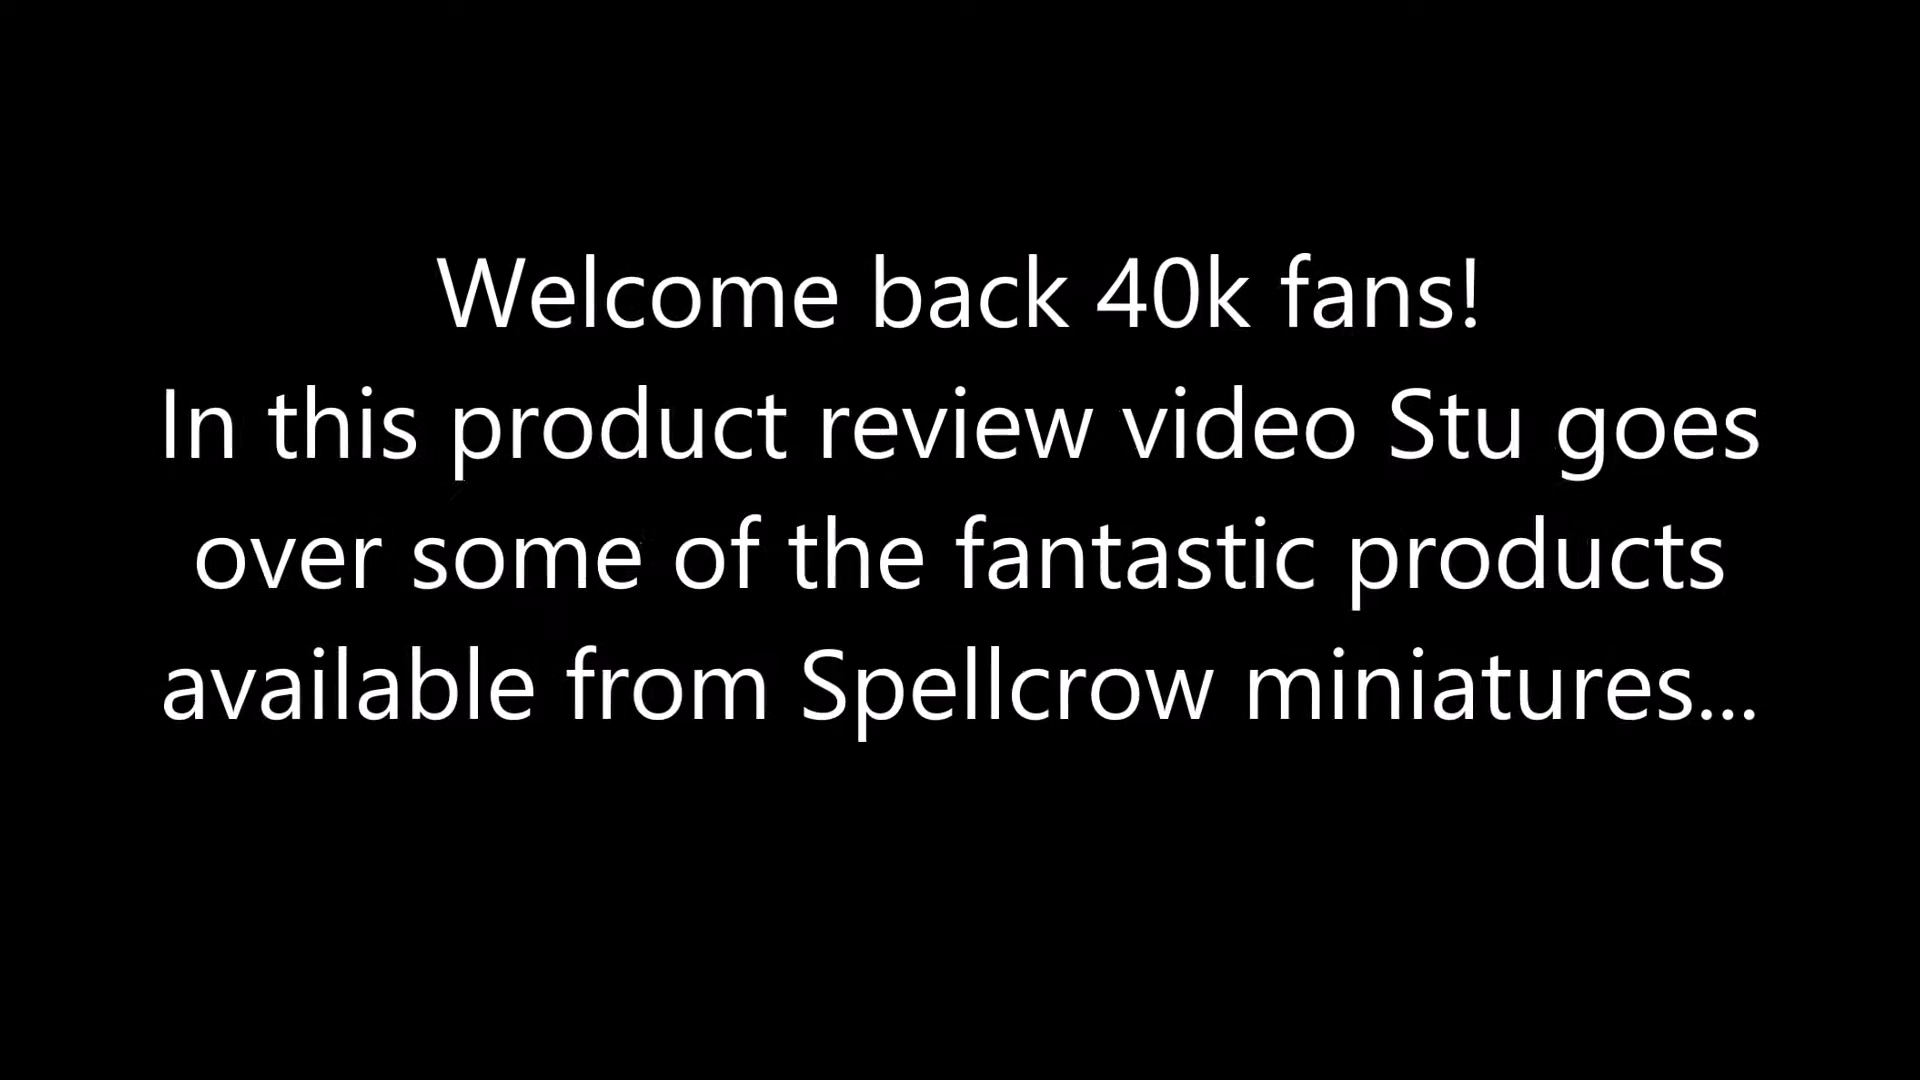 Welcome back 40k fans!
In this product review video Stu goes
over some of the fantastic products
available from Spellcrow miniatures...